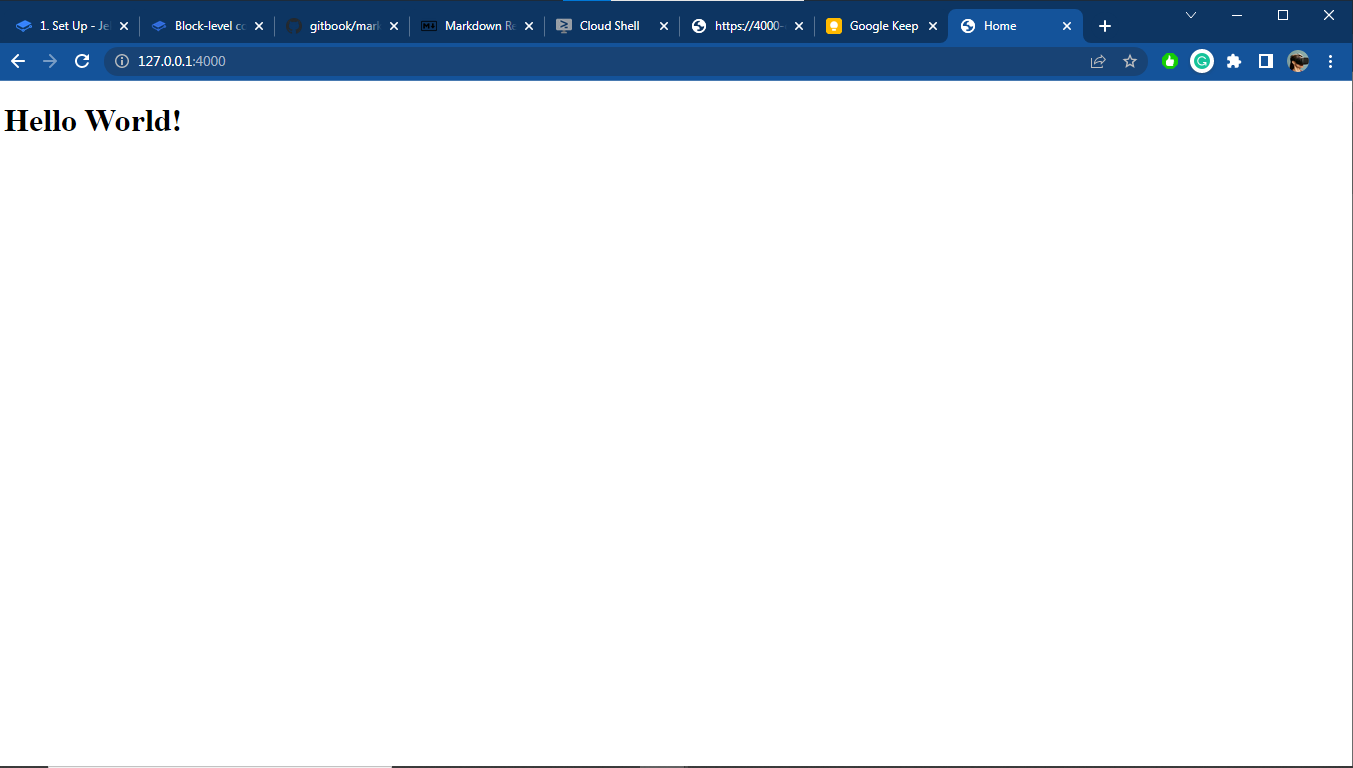 1. Set Up - Je
Block-level co
gitbook/mark
Markdown Re
Cloud Shell
https://4000-
Google Keep
Home
127.0.0.1:4000
Hello World!